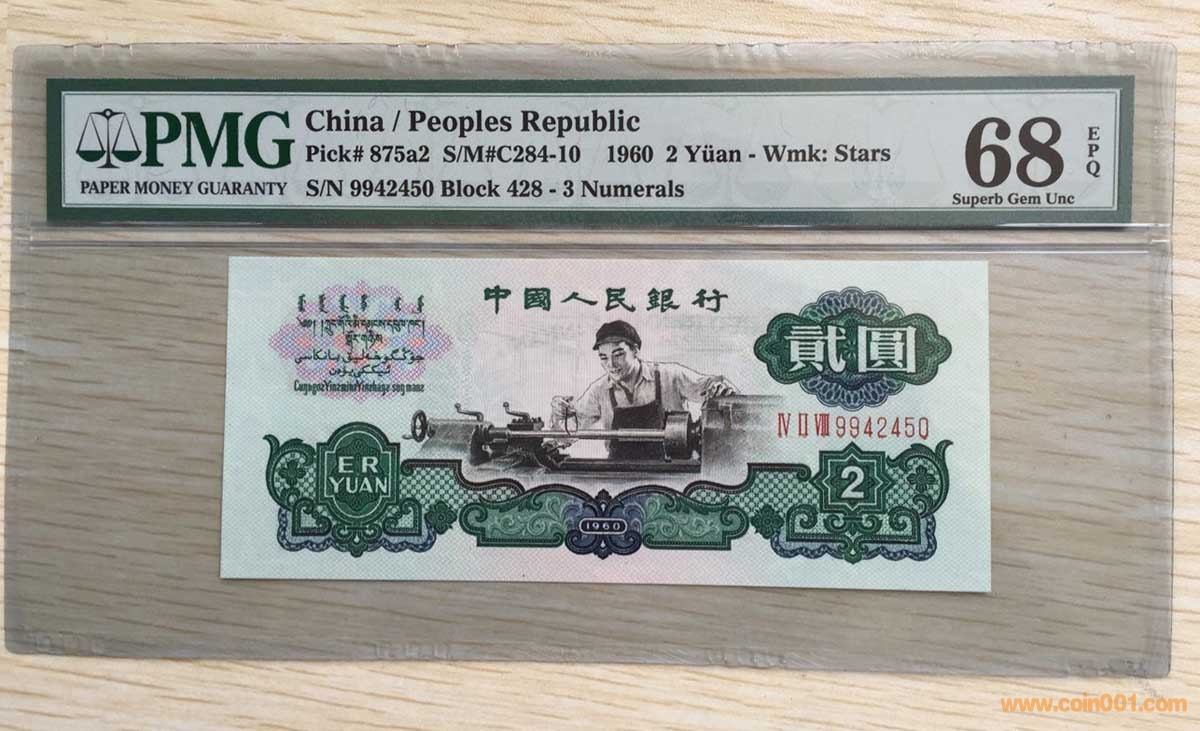 PMG
PAPER MONEY GUARANTY
China / Peoples Republic
Pick# 875a2 S/M#C284-10 1960 2 Yüan - Wmk: Stars
S/N 9942450 Block 428 - 3 Numerals
68
EPQ
Superb Gem Unc
中國人民銀行
貳圓
Ⅳ Ⅱ Ⅷ 9942450
ER
YUAN
2
1960
www.coin001.com